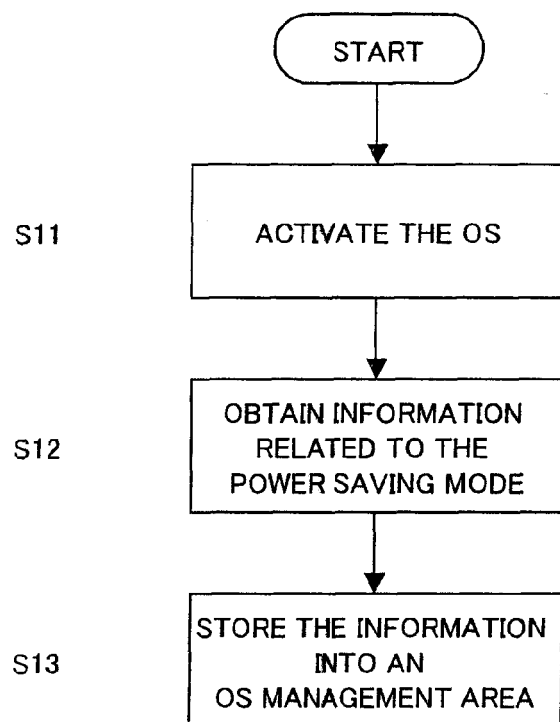 START
S11
ACTIVATE THE OS
S12
OBTAIN INFORMATION
RELATED TO THE
POWER SAVING MODE
S13
STORE THE INFORMATION
INTO AN
OS MANAGEMENT AREA